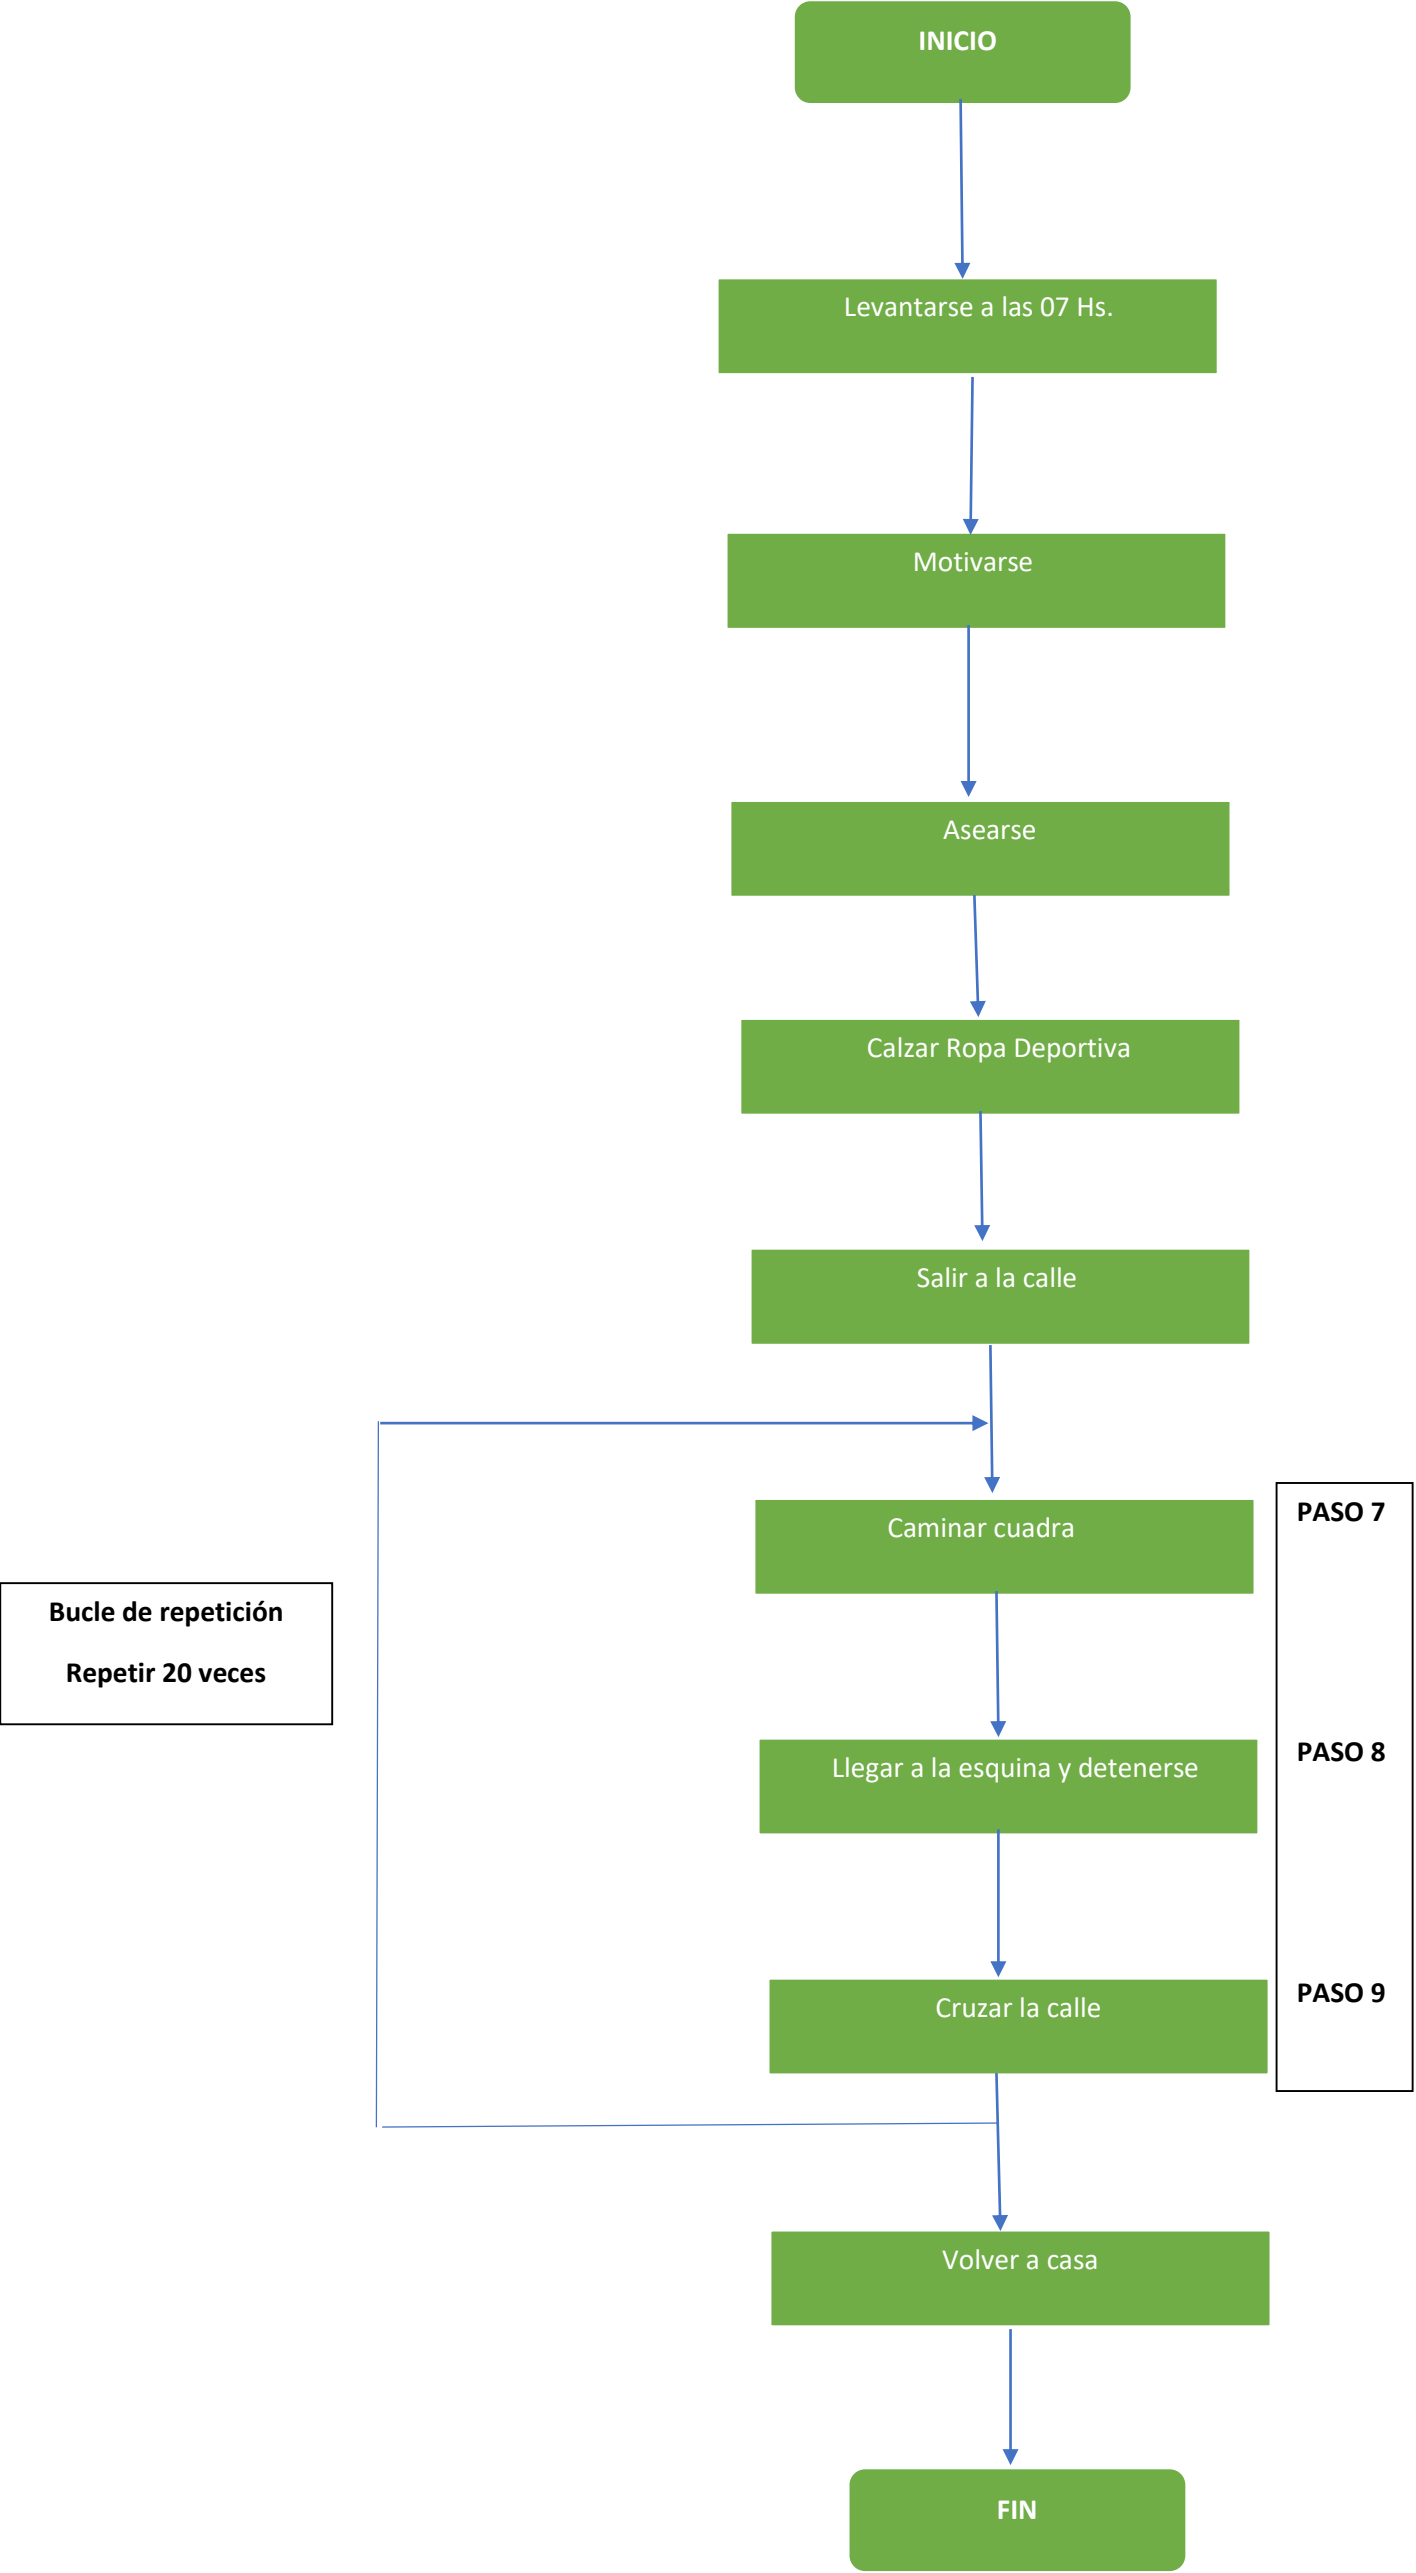 INICIO
Levantarse a las 07 Hs.
Motivarse
Asearse
Calzar Ropa Deportiva
Salir a la calle
Caminar cuadra
PASO 7
Bucle de repetición
Repetir 20 veces
Llegar a la esquina y detenerse
PASO 8
Cruzar la calle
PASO 9
Volver a casa
FIN